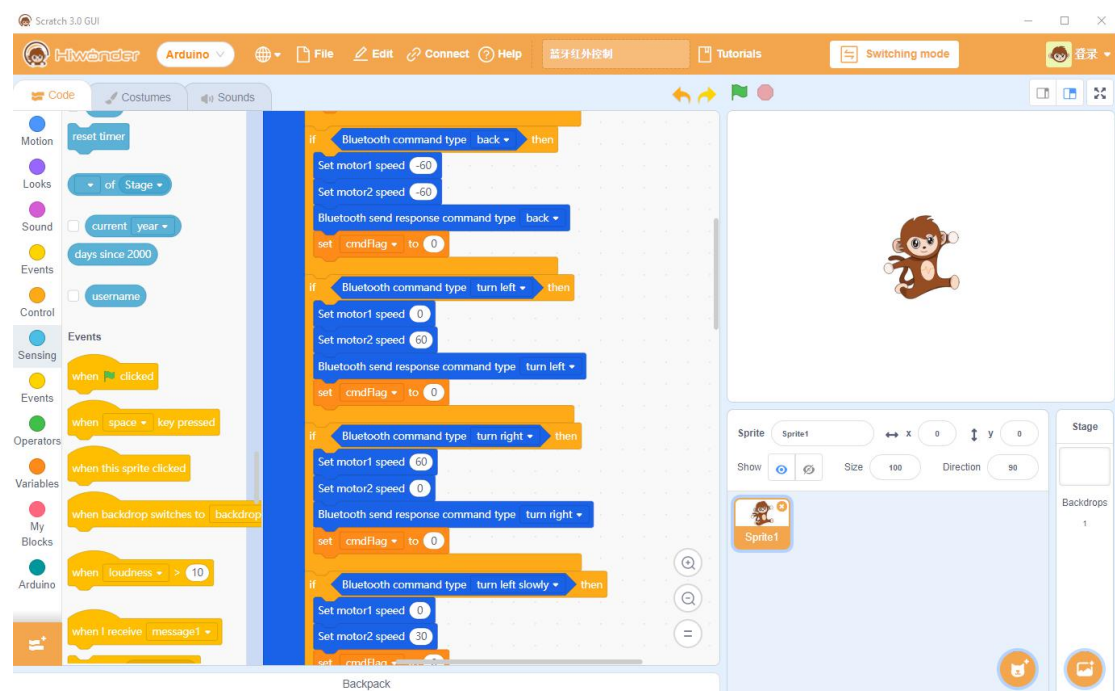 Scratch 3.0 GUI
Hiwonder Arduino File Edit Connect Help 蓝牙红外控制 Tutorials Switching mode 登录
Code Costumes Sounds
Motion
Looks
Sound
Events
Control
Sensing
Events
Operators
Variables
My
Blocks
Arduino
reset timer
of Stage
current year
days since 2000
username
Events
when clicked
when space key pressed
when this sprite clicked
when backdrop switches to backdrop
when loudness > 10
when I receive message1
if Bluetooth command type back then
Set motor1 speed -60
Set motor2 speed -60
Bluetooth send response command type back
set cmdFlag to 0
if Bluetooth command type turn left then
Set motor1 speed 0
Set motor2 speed 60
Bluetooth send response command type turn left
set cmdFlag to 0
if Bluetooth command type turn right then
Set motor1 speed 60
Set motor2 speed 0
Bluetooth send response command type turn right
set cmdFlag to 0
if Bluetooth command type turn left slowly then
Set motor1 speed 0
Set motor2 speed 30
set cmdFlag
Backpack
Sprite Sprite1 x 0 y 0
Show Size 100 Direction 90
Sprite1
Stage
Backdrops
1